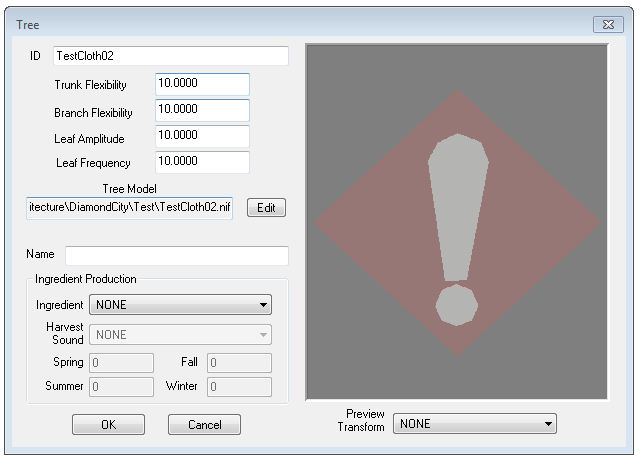 Tree
ID TestCloth02
Trunk Flexibility 10.0000
Branch Flexibility 10.0000
Leaf Amplitude 10.0000
Leaf Frequency 10.0000
Tree Model
itecture\DiamondCity\Test\TestCloth02.nif Edit
Name
Ingredient Production
Ingredient NONE
Harvest
Sound NONE
Spring 0 Fall 0
Summer 0 Winter 0
OK Cancel
Preview
Transform NONE